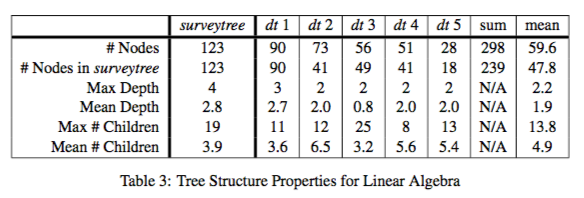 surveytree dt 1 dt 2 dt 3 dt 4 dt 5 sum mean
# Nodes 123 90 73 56 51 28 298 59.6
# Nodes in surveytree 123 90 41 49 41 18 239 47.8
Max Depth 4 3 2 2 2 2 N/A 2.2
Mean Depth 2.8 2.7 2.0 0.8 2.0 2.0 N/A 1.9
Max # Children 19 11 12 25 8 13 N/A 13.8
Mean # Children 3.9 3.6 6.5 3.2 5.6 5.4 N/A 4.9
Table 3: Tree Structure Properties for Linear Algebra